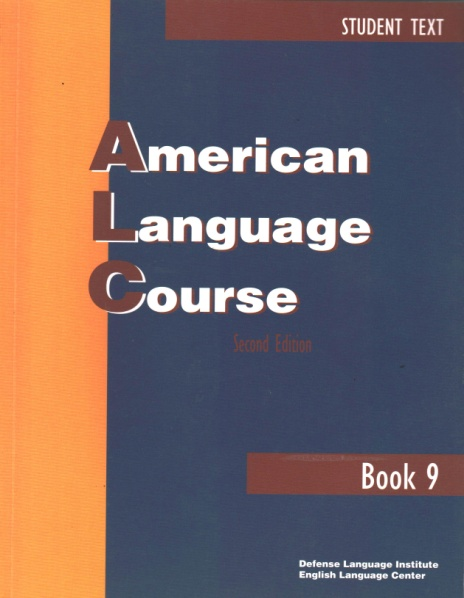 STUDENT TEXT
American
Language
Course
Second Edition
Book 9
Defense Language Institute
English Language Center